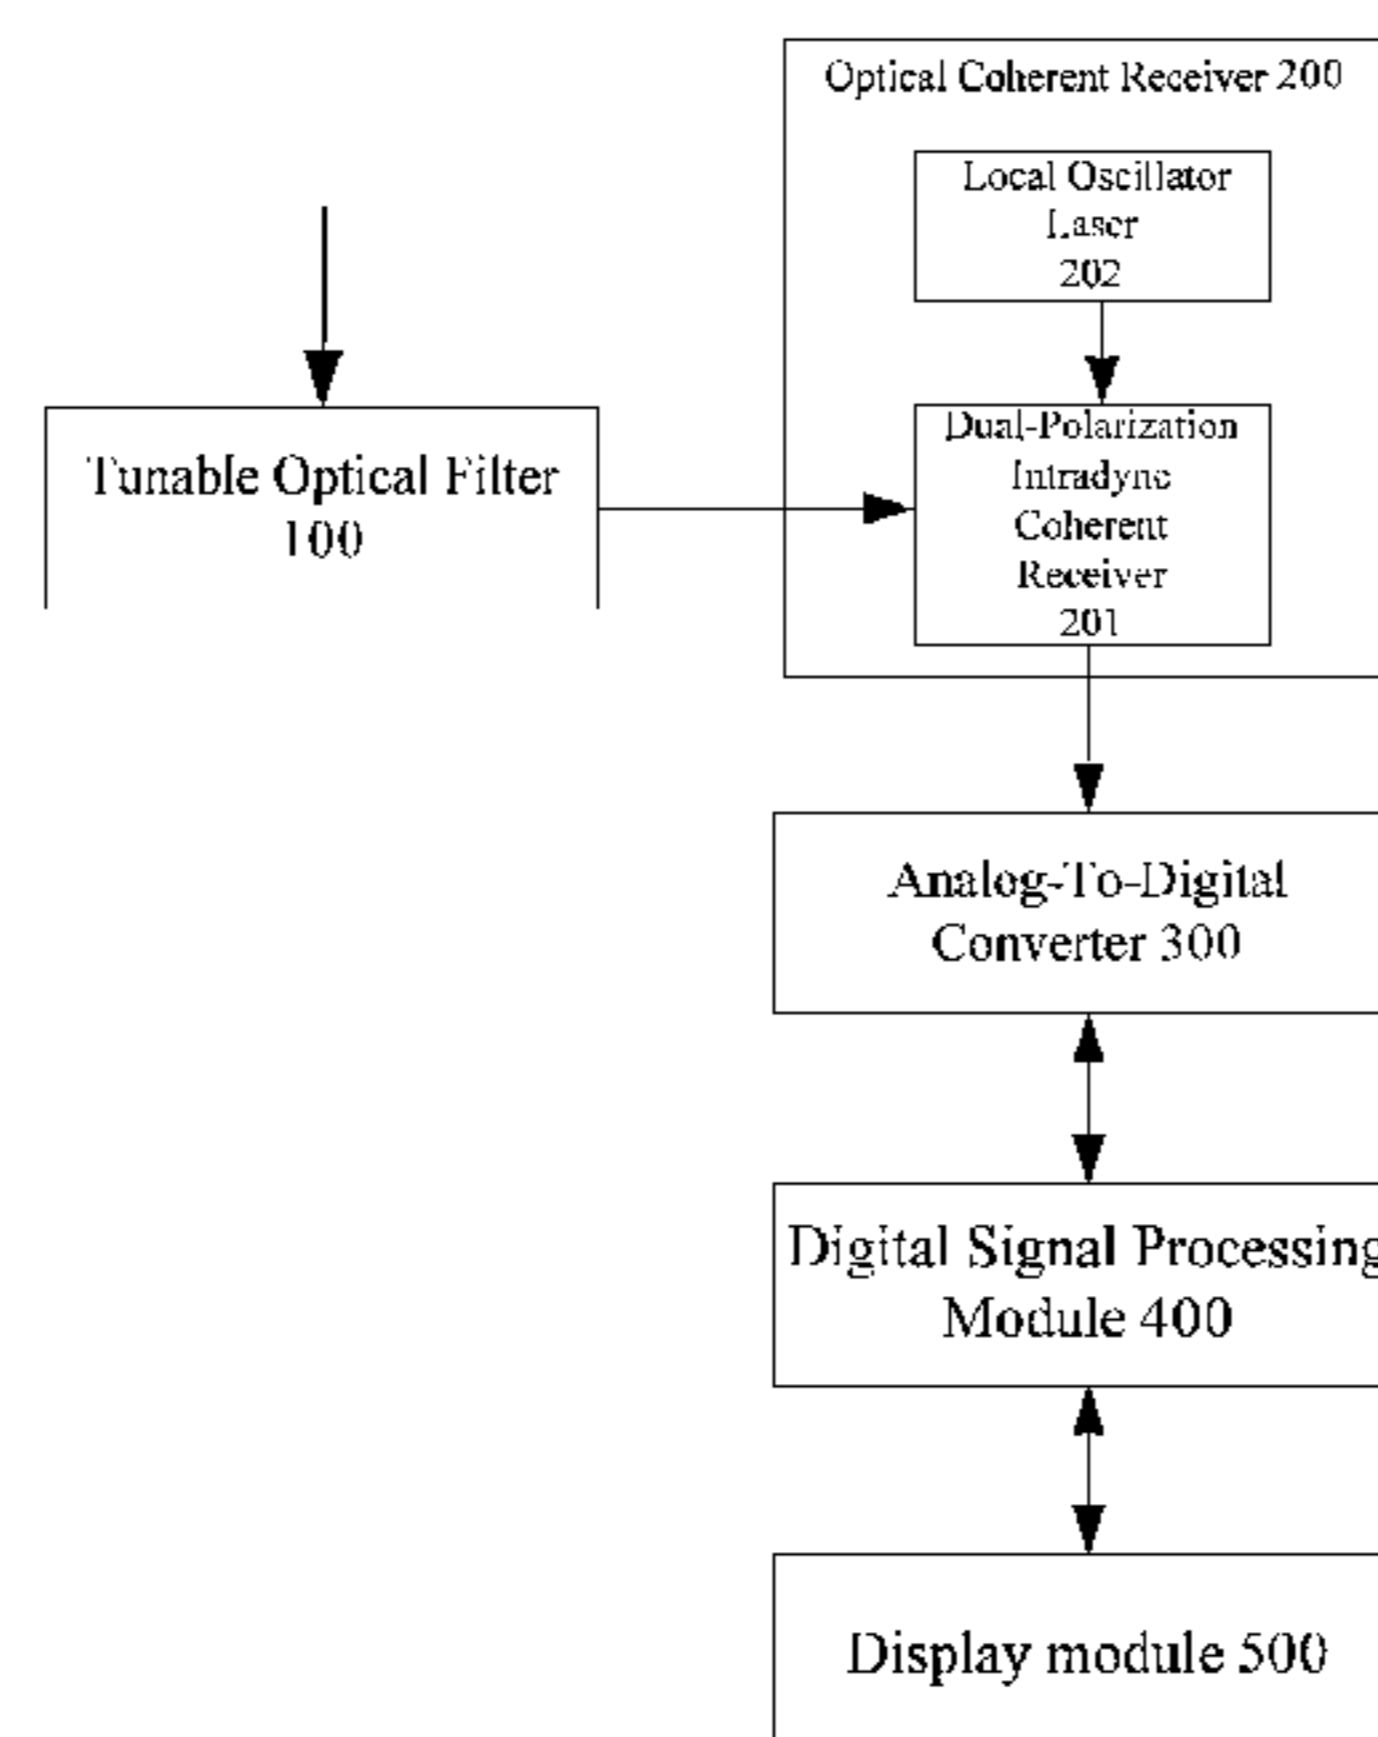 Optical Coherent Receiver 200
Local Oscillator
Laser
202
Tunable Optical Filter
100
Dual-Polarization
Intradyne
Coherent
Receiver
201
Analog-To-Digital
Converter 300
Digital Signal Processing
Module 400
Display module 500